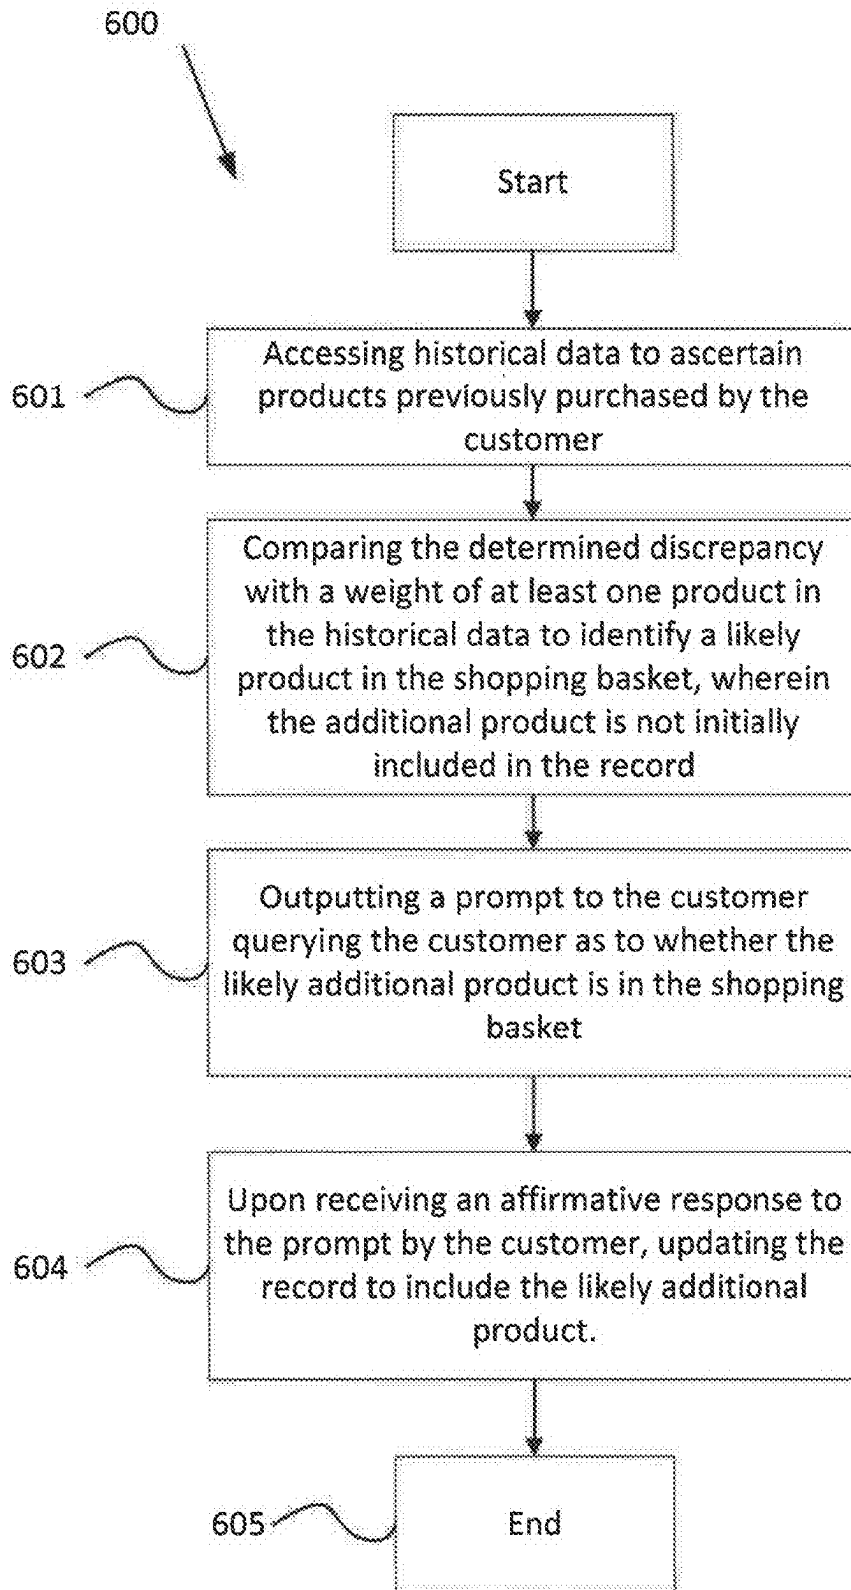 600
Start
601
Accessing historical data to ascertain
products previously purchased by the
customer
602
Comparing the determined discrepancy
with a weight of at least one product in
the historical data to identify a likely
product in the shopping basket, wherein
the additional product is not initially
included in the record
603
Outputting a prompt to the customer
querying the customer as to whether the
likely additional product is in the shopping
basket
604
Upon receiving an affirmative response to
the prompt by the customer, updating the
record to include the likely additional
product.
605
End